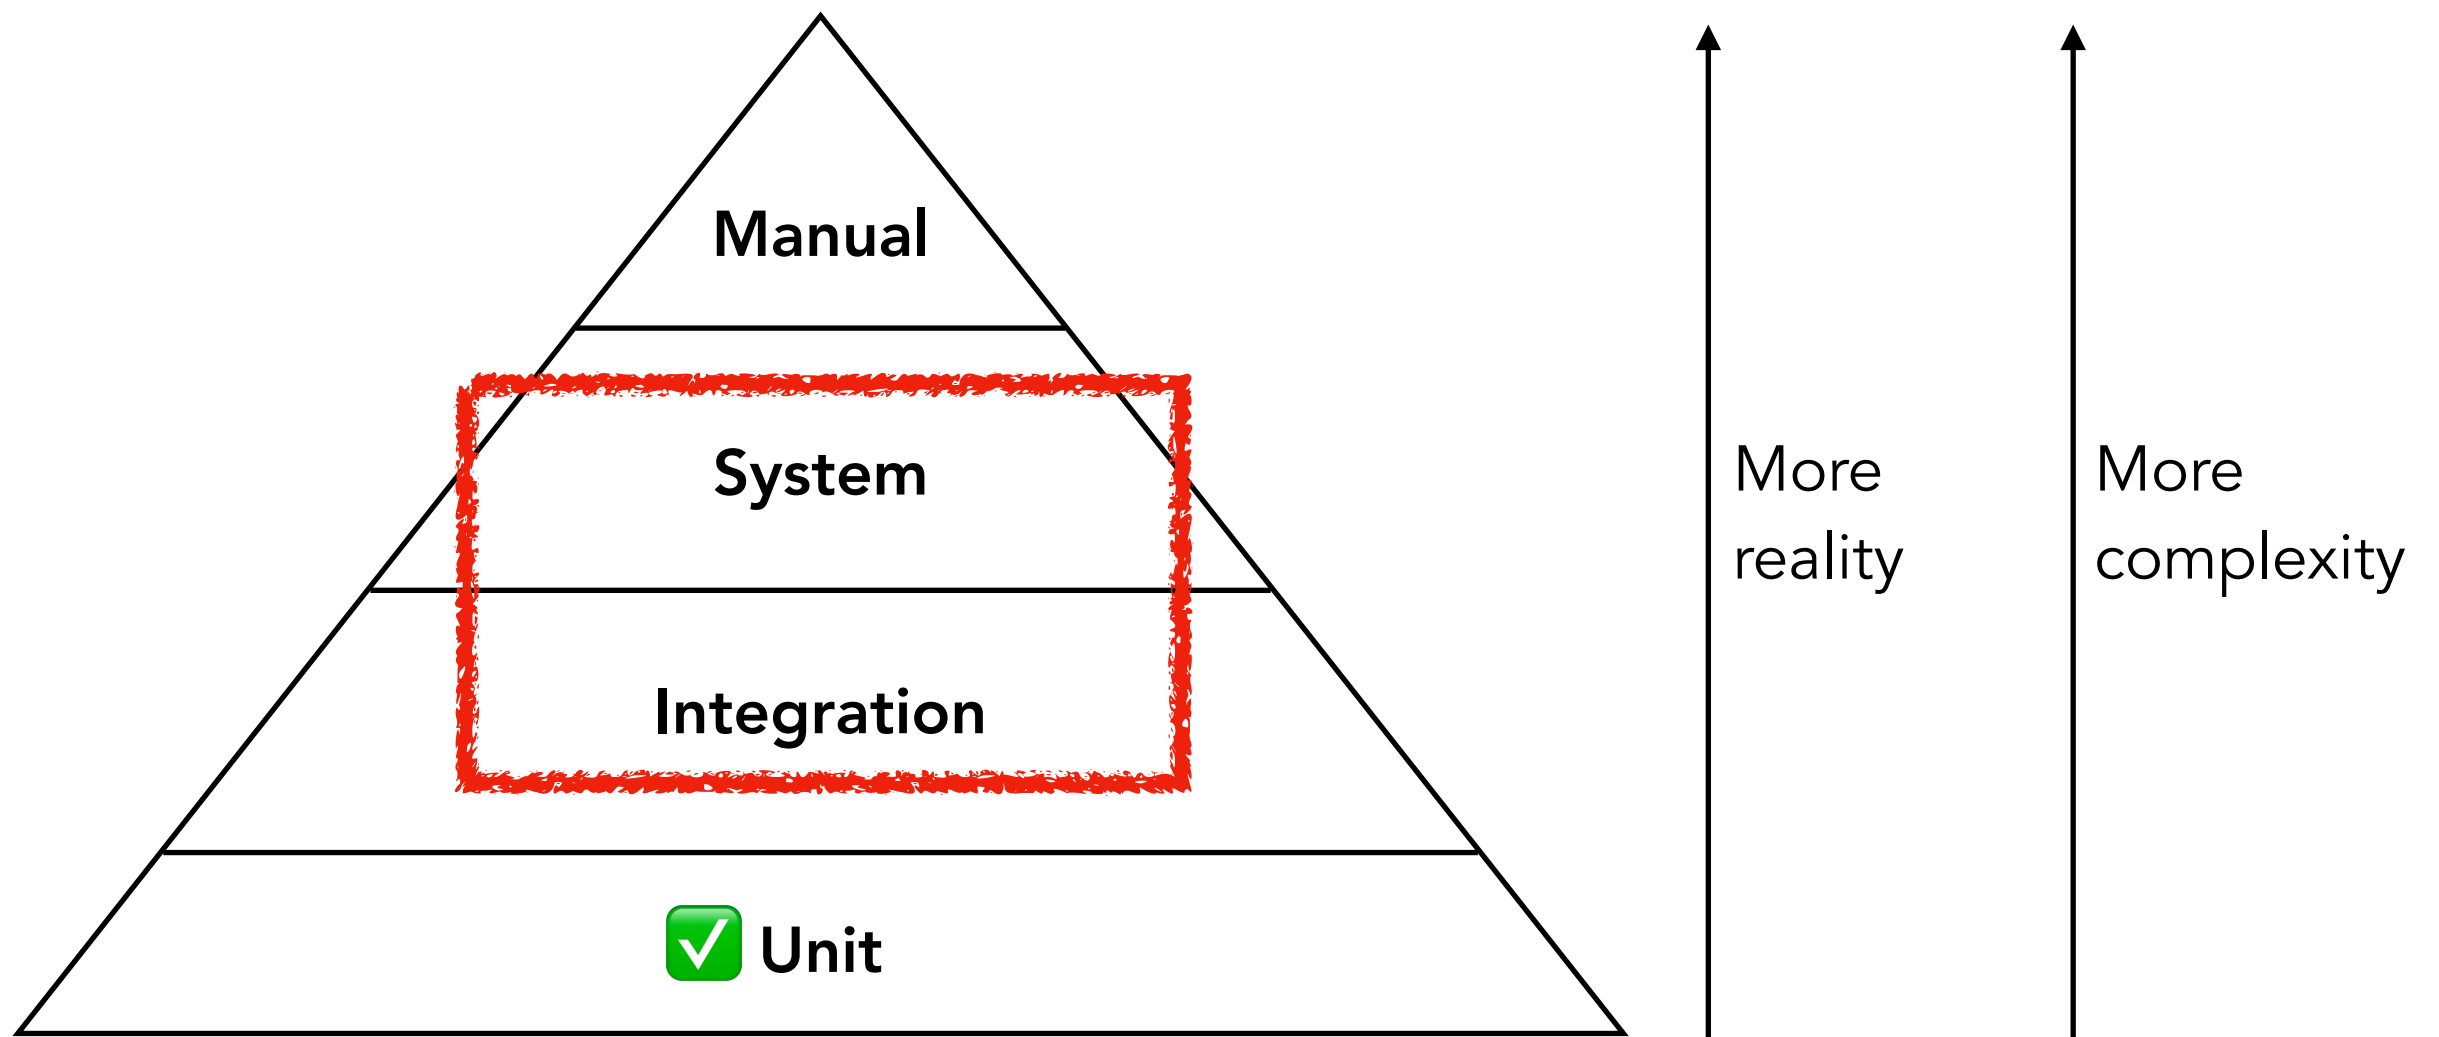 Manual
System
Integration
✅ Unit
More
reality
More
complexity